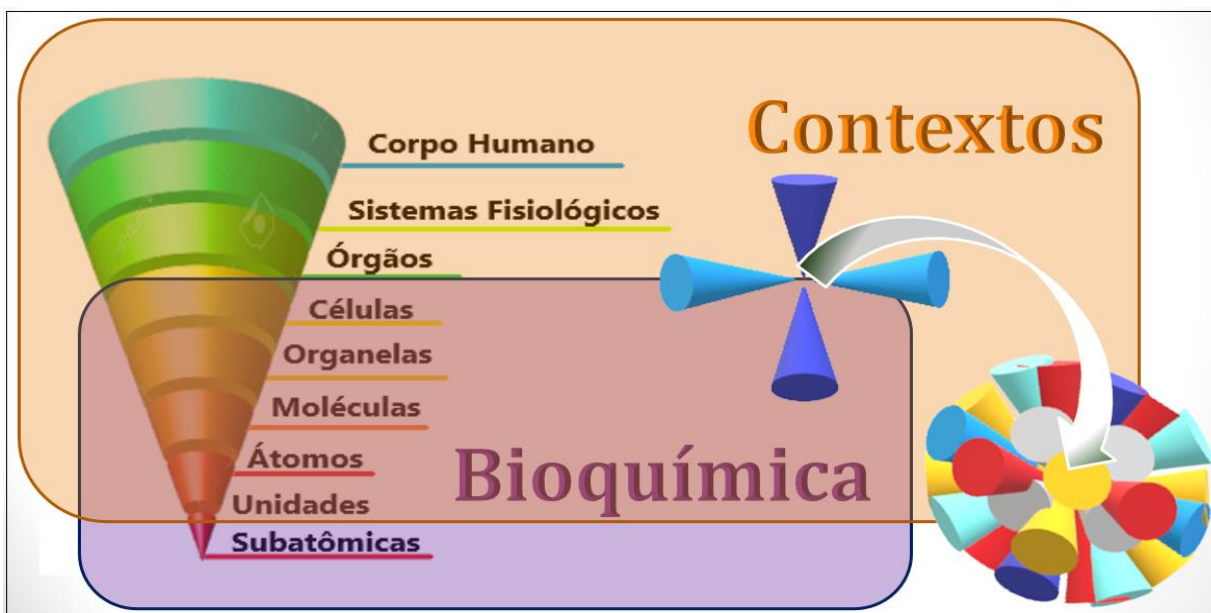 Contextos
Corpo Humano
Sistemas Fisiológicos
Órgãos
Células
Organelas
Moléculas
Átomos
Bioquímica
Unidades
Subatômicas